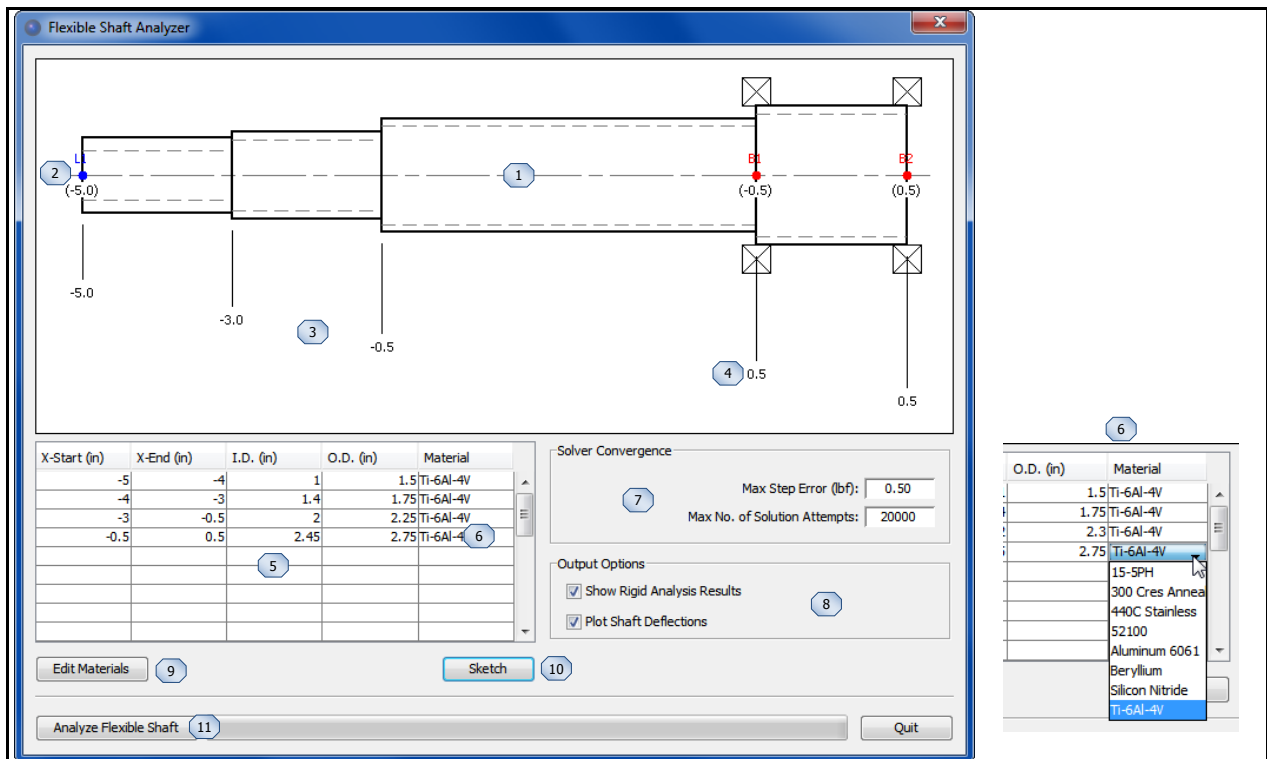 Flexible Shaft Analyzer
x
L1
B1
B2
2
1
(-5.0)
(-0.5)
(0.5)
-5.0
-3.0
3
-0.5
4
0.5
0.5
X-Start (in) X-End (in) I.D. (in) O.D. (in) Material
-5 -4 1 1.5 Ti-6Al-4V
-4 -3 1.4 1.75 Ti-6Al-4V
-3 -0.5 2 2.25 Ti-6Al-4V
-0.5 0.5 2.45 2.75 Ti-6Al-4
6
5
Solver Convergence
7
Max Step Error (lbf): 0.50
Max No. of Solution Attempts: 20000
Output Options
Show Rigid Analysis Results
Plot Shaft Deflections
8
Edit Materials
9
Sketch
10
Analyze Flexible Shaft
11
Quit
6
O.D. (in) Material
1.5 Ti-6Al-4V
1.75 Ti-6Al-4V
2.3 Ti-6Al-4V
2.75 Ti-6Al-4V
15-5PH
300 Cres Annea
440C Stainless
52100
Aluminum 6061
Beryllium
Silicon Nitride
Ti-6Al-4V